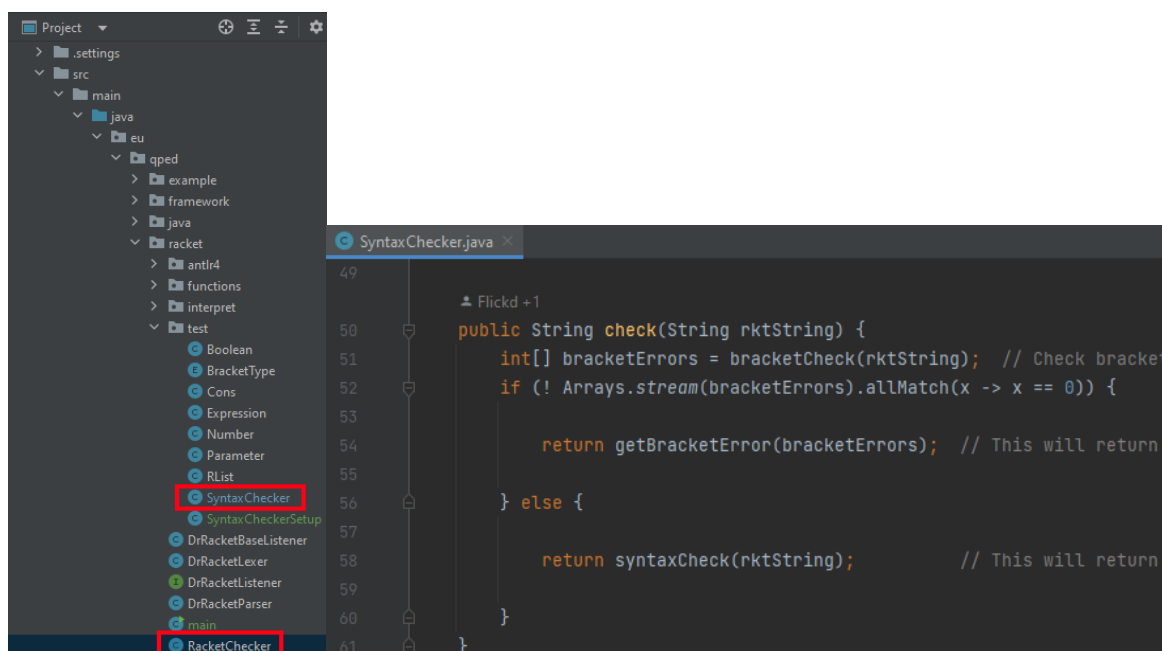 Project
.settings
src
main
java
eu
qped
example
framework
java
racket
antlr4
functions
interpret
test
Boolean
BracketType
Cons
Expression
Number
Parameter
RList
SyntaxChecker
SyntaxCheckerSetup
DrRacketBaseListener
DrRacketLexer
DrRacketListener
DrRacketParser
main
RacketChecker
SyntaxChecker.java
49
Flickd +1
50 public String check(String rktString) {
51 int[] bracketErrors = bracketCheck(rktString); // Check bracket
52 if (! Arrays.stream(bracketErrors).allMatch(x -> x == 0)) {
53
54 return getBracketError(bracketErrors); // This will return
55
56 } else {
57
58 return syntaxCheck(rktString); // This will return
59
60 }
61 }